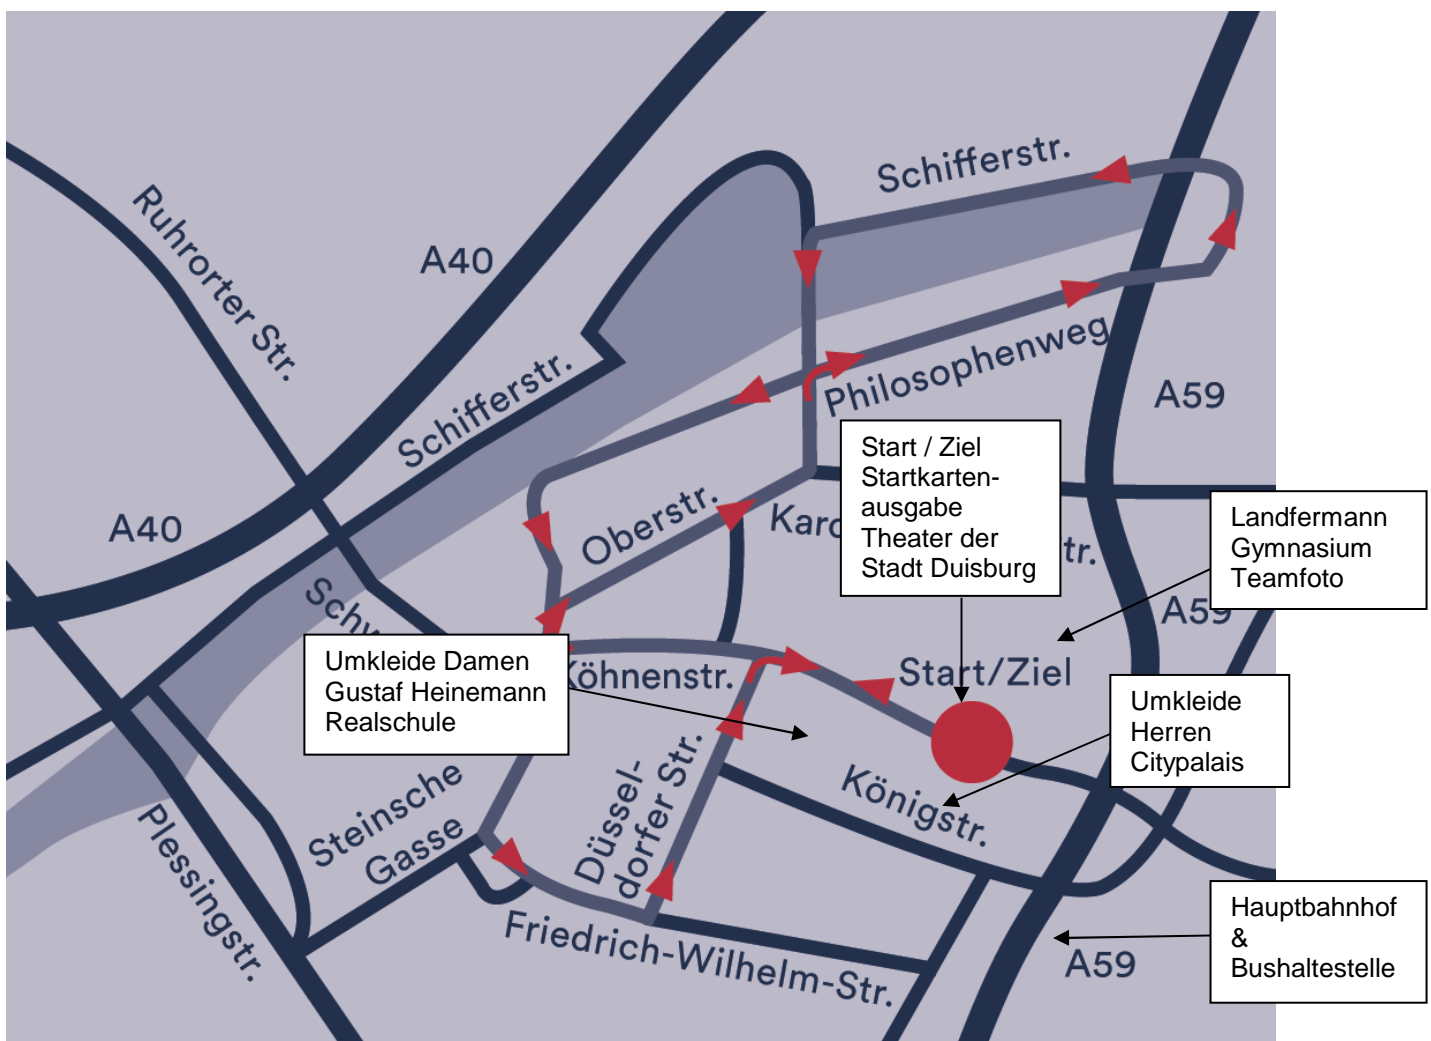 Schifferstr.
Ruhrorter Str.
A40
Philosophenweg
Schifferstr.
A59
Start / Ziel
Startkarten-
ausgabe
Theater der
Stadt Duisburg
Oberstr.
A40
Landfermann
Gymnasium
Teamfoto
A59
Umkleide Damen
Gustaf Heinemann
Realschule
Köhnenstr.
Start/Ziel
Umkleide
Herren
Citypalais
Düssel-
dorfer Str.
Königstr.
Steinsche
Gasse
Plessingstr.
Friedrich-Wilhelm-Str.
Hauptbahnhof
&
Bushaltestelle
A59